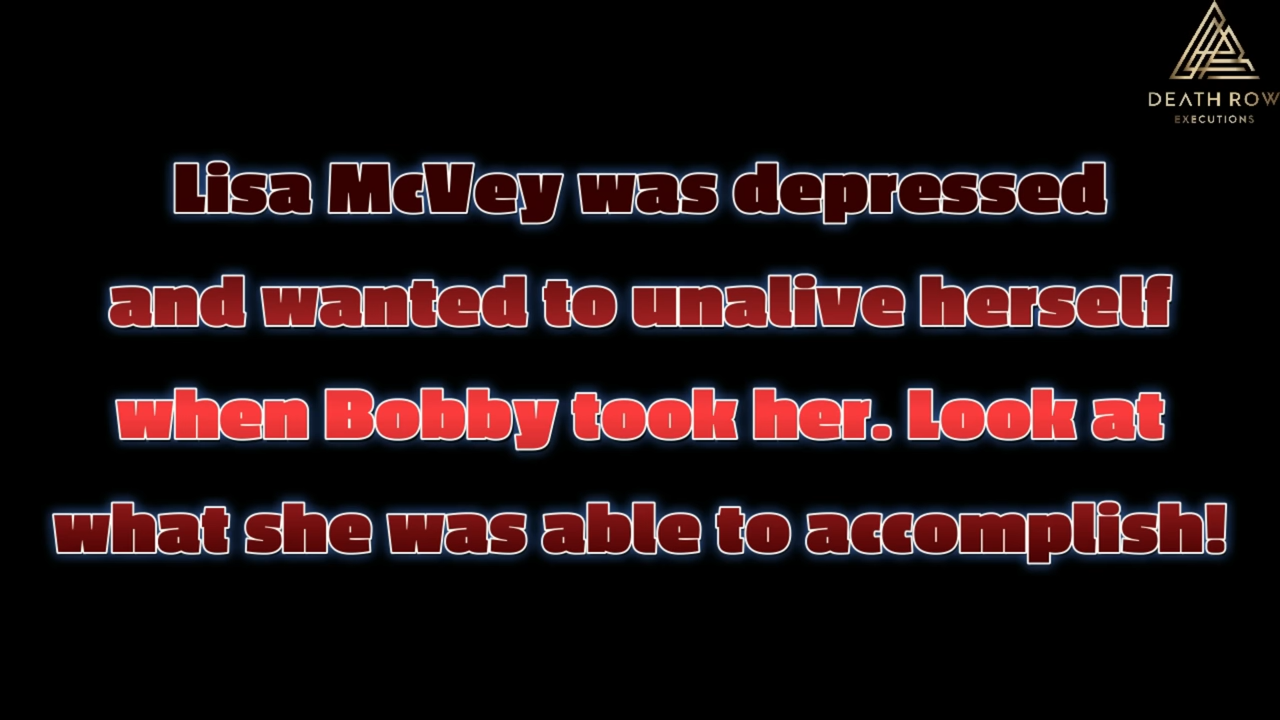 DEATH ROW
EXECUTIONS
Lisa McVey was depressed
and wanted to unalive herself
when Bobby took her. Look at
what she was able to accomplish!